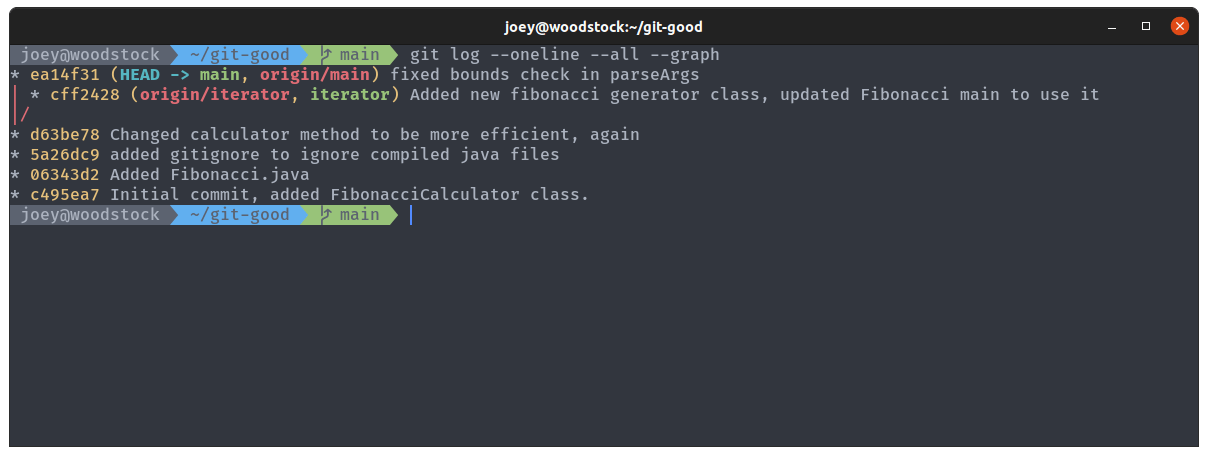 joey@woodstock:~/git-good
joey@woodstock ~/git-good main git log --oneline --all --graph
* ea14f31 (HEAD -> main, origin/main) fixed bounds check in parseArgs
| * cff2428 (origin/iterator, iterator) Added new fibonacci generator class, updated Fibonacci main to use it
|/
* d63be78 Changed calculator method to be more efficient, again
* 5a26dc9 added gitignore to ignore compiled java files
* 06343d2 Added Fibonacci.java
* c495ea7 Initial commit, added FibonacciCalculator class.
joey@woodstock ~/git-good main